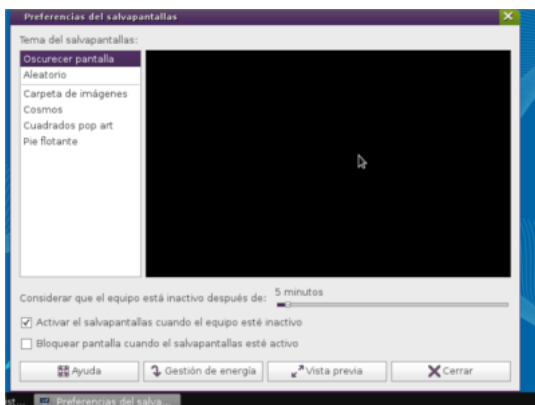 Preferencias del salvapantallas
Tema del salvapantallas:
Oscurecer pantalla
Aleatorio
Carpeta de imágenes
Cosmos
Cuadrados pop art
Pie flotante
Considerar que el equipo está inactivo después de: 5 minutos
Activar el salvapantallas cuando el equipo esté inactivo
Bloquear pantalla cuando el salvapantallas esté activo
Ayuda Gestión de energía Vista previa Cerrar
Preferencias del salva...